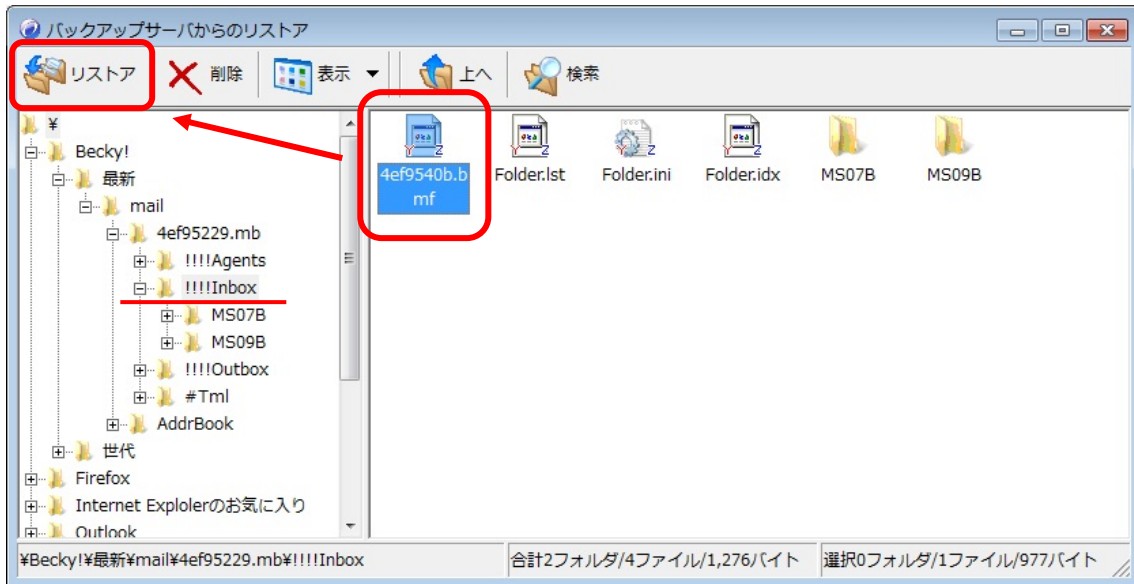 バックアップサーバからのリストア
リストア 削除 表示 上へ 検索
¥
Becky!
最新
mail
4ef95229.mb
!!!!Agents
!!!!Inbox
MS07B
MS09B
!!!!Outbox
#Tml
AddrBook
世代
Firefox
Internet Explolerのお気に入り
Outlook
4ef9540b.b
mf
Folder.lst
Folder.ini
Folder.idx
MS07B
MS09B
¥Becky!¥最新¥mail¥4ef95229.mb¥!!!!Inbox
合計2フォルダ/4ファイル/1,276バイト
選択0フォルダ/1ファイル/977バイト